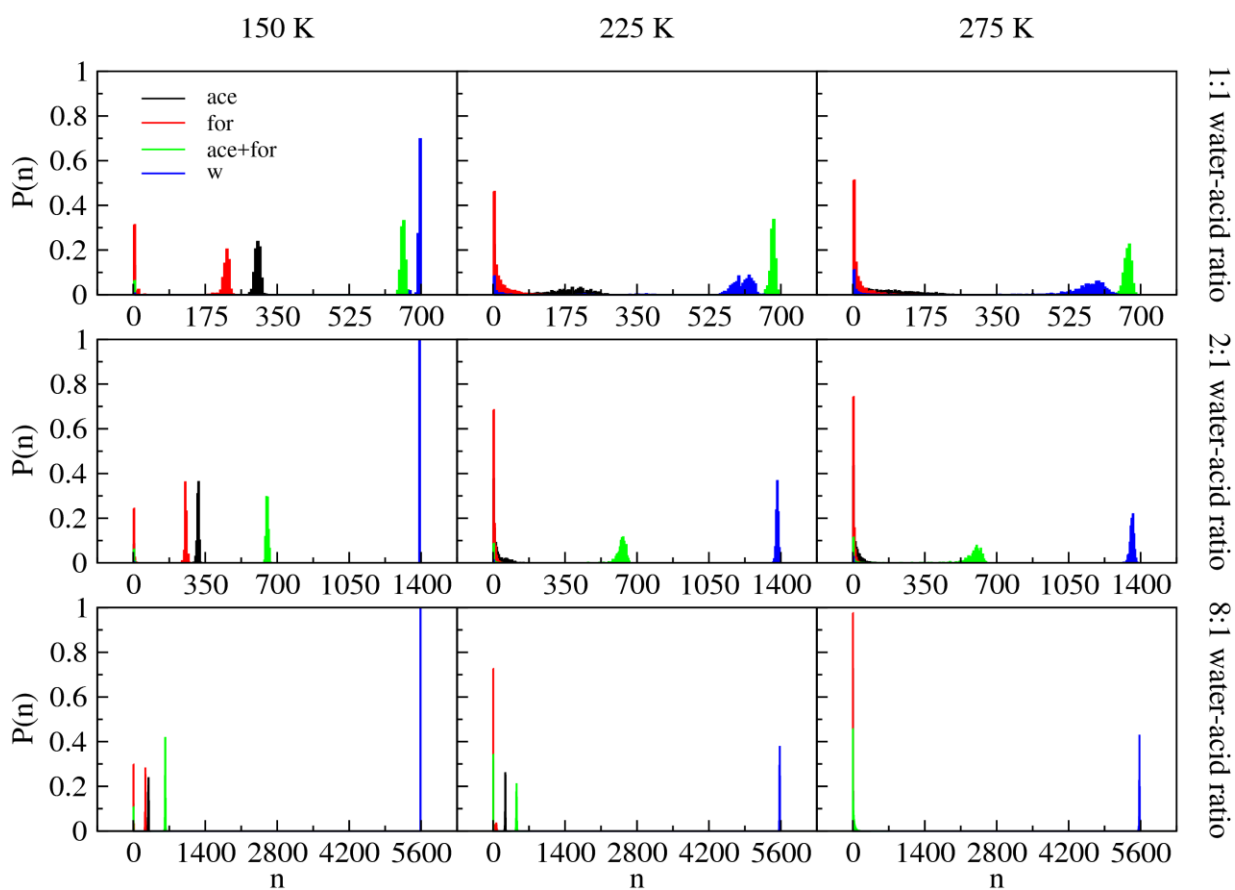 150 K 225 K 275 K
1
0.8
0.6
0.4
0.2
0
P(n)
ace
for
ace+for
w
0 175 350 525 700 0 175 350 525 700 0 175 350 525 700
1:1 water-acid ratio
1
0.8
0.6
0.4
0.2
0
P(n)
0 350 700 1050 1400 0 350 700 1050 1400 0 350 700 1050 1400
2:1 water-acid ratio
1
0.8
0.6
0.4
0.2
0
P(n)
0 1400 2800 4200 5600 0 1400 2800 4200 5600 0 1400 2800 4200 5600
8:1 water-acid ratio
n n n